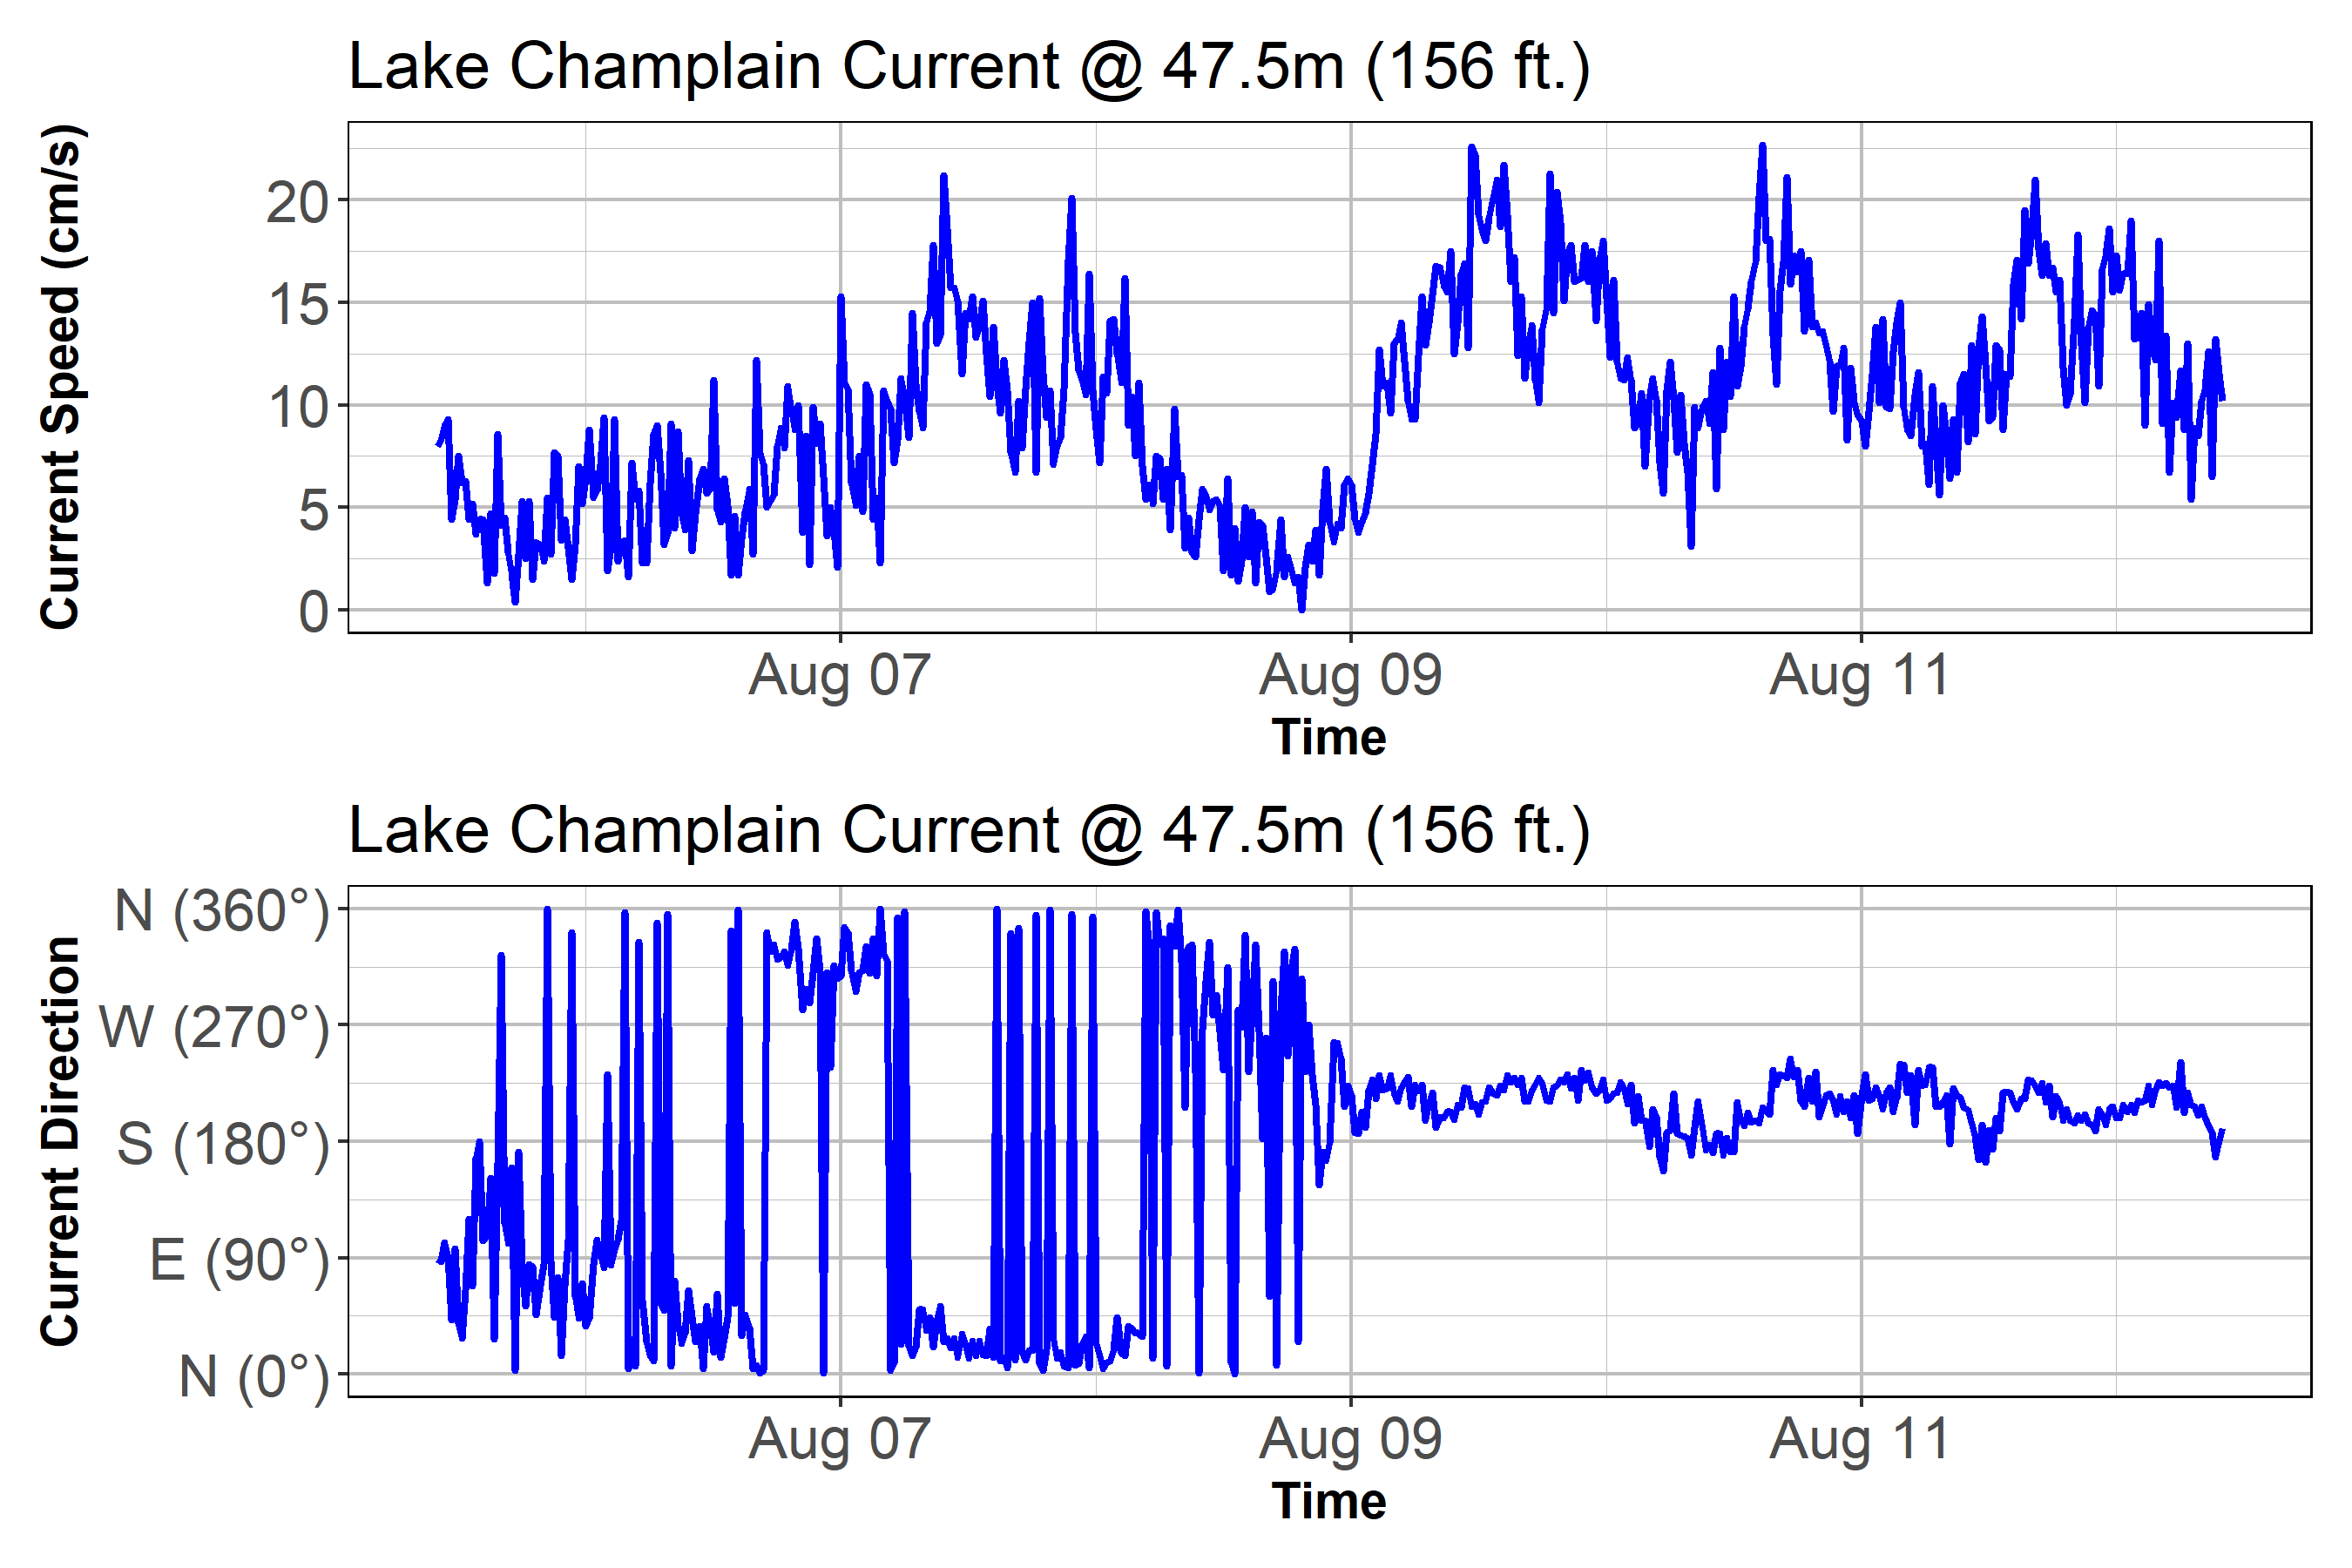 Lake Champlain Current @ 47.5m (156 ft.)
Current Speed (cm/s)
20
15
10
5
0
Aug 07 Aug 09 Aug 11
Time
Lake Champlain Current @ 47.5m (156 ft.)
Current Direction
N (360°)
W (270°)
S (180°)
E (90°)
N (0°)
Aug 07 Aug 09 Aug 11
Time